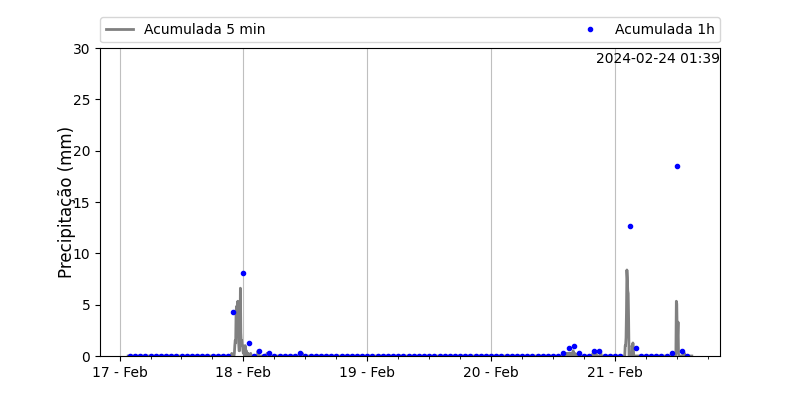 Acumulada 5 min
Acumulada 1h
2024-02-24 01:39
Precipitação (mm)
30
25
20
15
10
5
0
17 - Feb
18 - Feb
19 - Feb
20 - Feb
21 - Feb